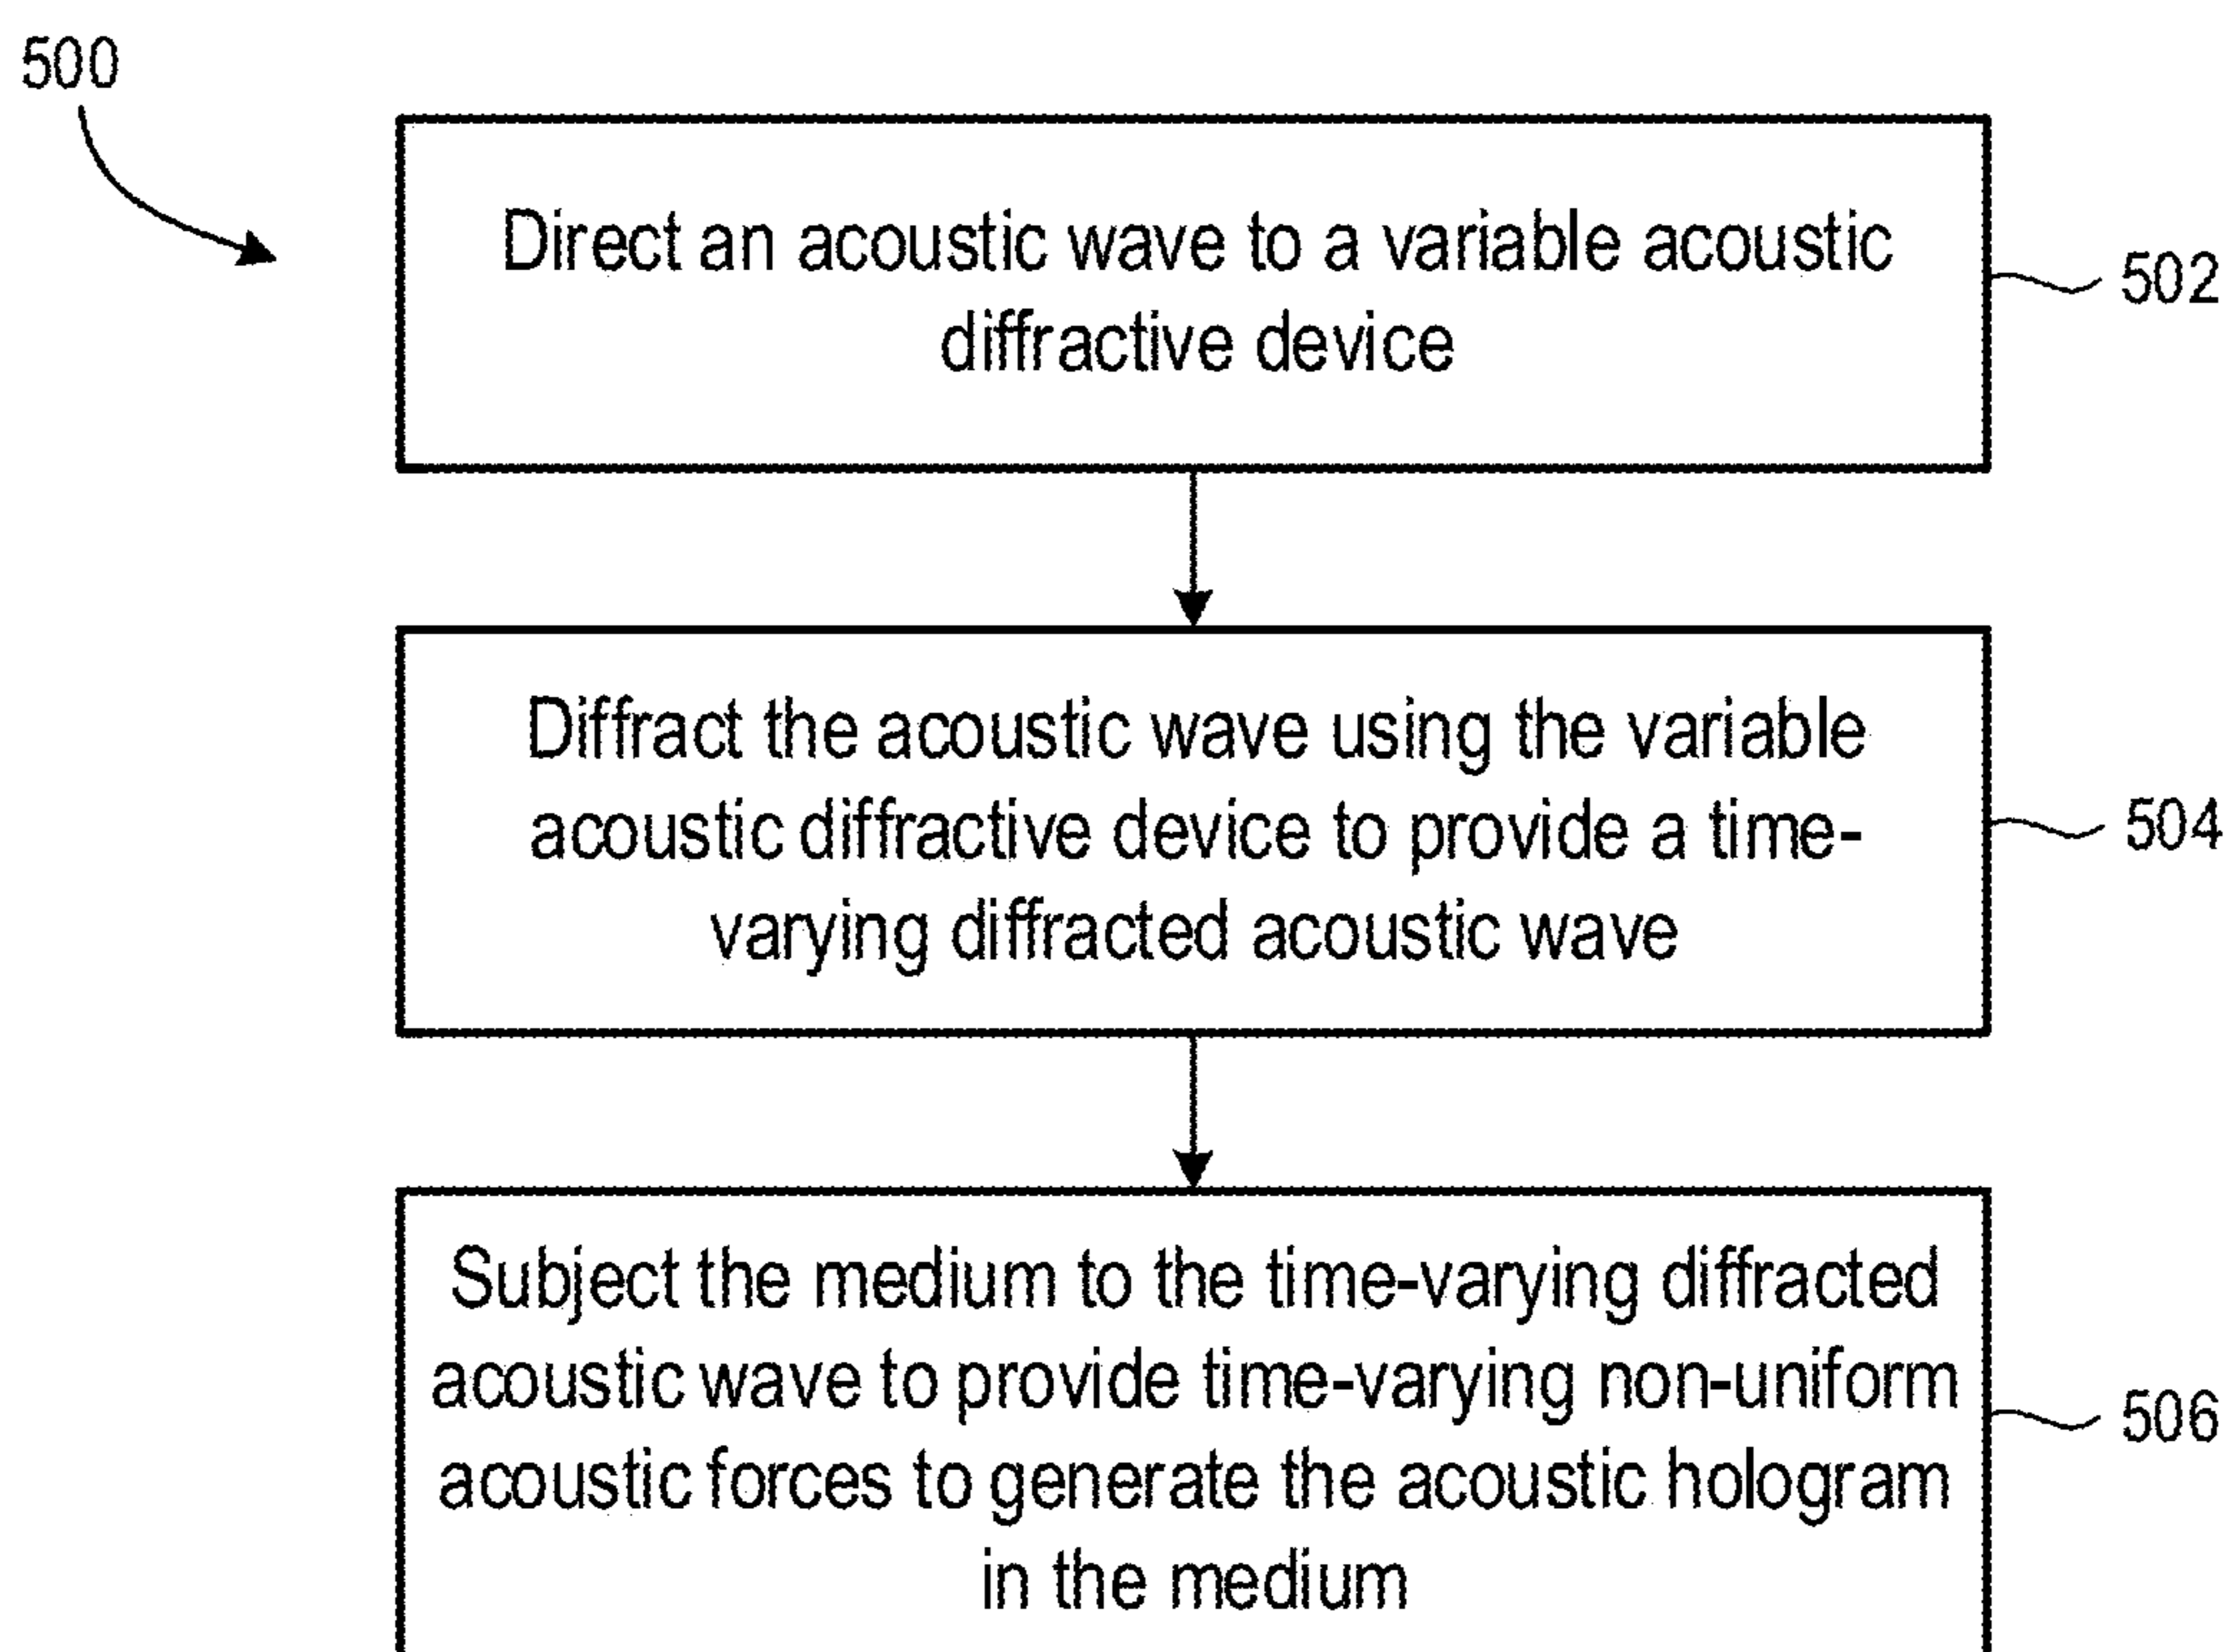 500
Direct an acoustic wave to a variable acoustic
diffractive device
502
Diffract the acoustic wave using the variable
acoustic diffractive device to provide a time-
varying diffracted acoustic wave
504
Subject the medium to the time-varying diffracted
acoustic wave to provide time-varying non-uniform
acoustic forces to generate the acoustic hologram
in the medium
506